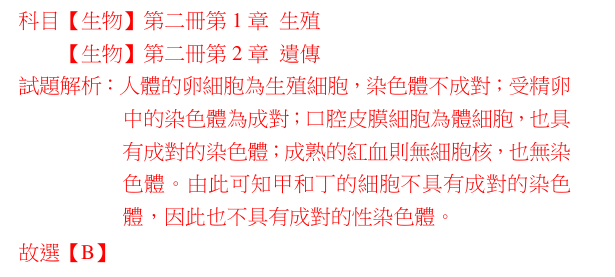 科目【生物】第二冊第 1 章 生殖
【生物】第二冊第 2 章 遺傳
試題解析：人體的卵細胞為生殖細胞，染色體不成對；受精卵
中的染色體為成對；口腔皮膜細胞為體細胞，也具
有成對的染色體；成熟的紅血則無細胞核，也無染
色體。由此可知甲和丁的細胞不具有成對的染色
體，因此也不具有成對的性染色體。
故選【B】